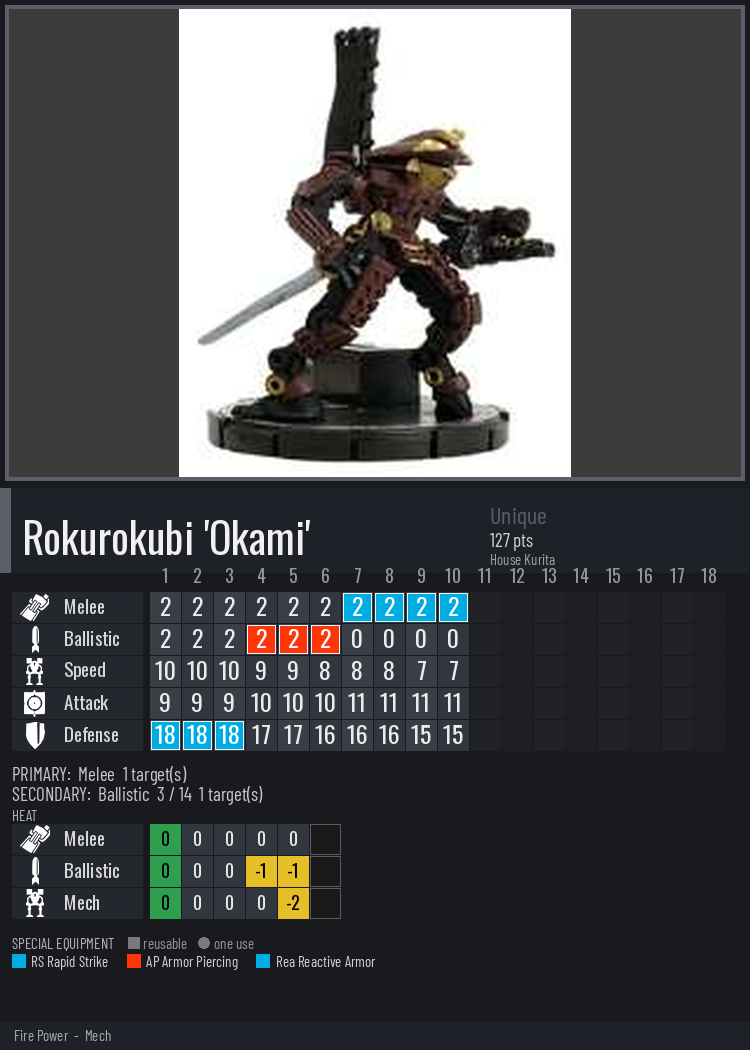 Rokurokubi 'Okami'
Unique
127 pts
House Kurita
1 2 3 4 5 6 7 8 9 10 11 12 13 14 15 16 17 18
Melee 2 2 2 2 2 2 2 2 2 2
Ballistic 2 2 2 2 2 2 0 0 0 0
Speed 10 10 10 9 9 8 8 8 7 7
Attack 9 9 9 10 10 10 11 11 11 11
Defense 18 18 18 17 17 16 16 16 15 15
PRIMARY: Melee 1 target(s)
SECONDARY: Ballistic 3 / 14 1 target(s)
HEAT
Melee 0 0 0 0 0
Ballistic 0 0 0 -1 -1
Mech 0 0 0 0 -2
SPECIAL EQUIPMENT reusable one use
RS Rapid Strike AP Armor Piercing Rea Reactive Armor
Fire Power - Mech